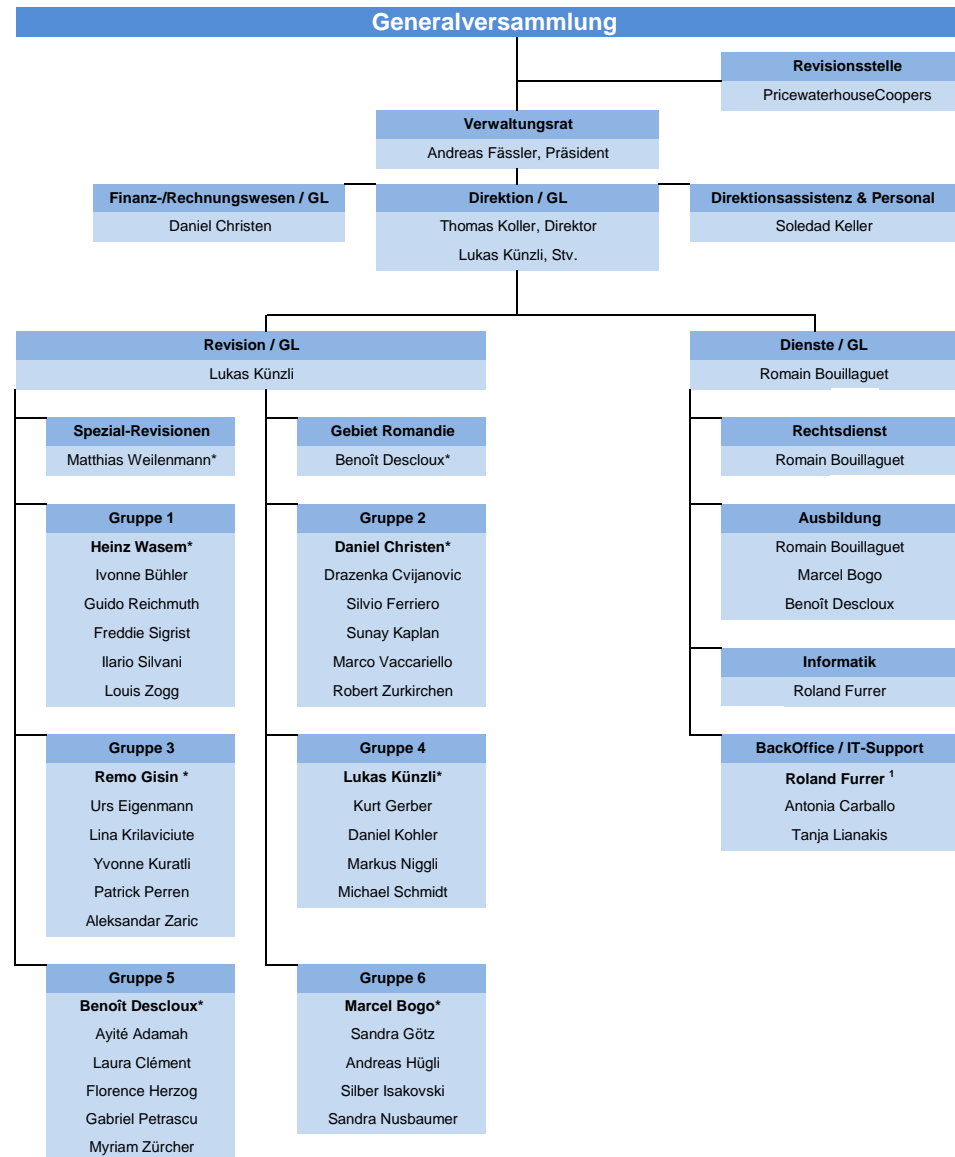 Generalversammlung
Revisionsstelle
PricewaterhouseCoopers
Verwaltungsrat
Andreas Fässler, Präsident
Finanz-/Rechnungswesen / GL
Daniel Christen
Direktion / GL
Thomas Koller, Direktor
Lukas Künzli, Stv.
Direktionsassistenz & Personal
Soledad Keller
Revision / GL
Lukas Künzli
Spezial-Revisionen
Matthias Weilenmann*
Gebiet Romandie
Benoît Descloux*
Gruppe 1
Heinz Wasem*
Ivonne Bühler
Guido Reichmuth
Freddie Sigrist
Ilario Silvani
Louis Zogg
Gruppe 2
Daniel Christen*
Drazenka Cvijanovic
Silvio Ferriero
Sunay Kaplan
Marco Vaccariello
Robert Zurkirchen
Gruppe 3
Remo Gisin *
Urs Eigenmann
Lina Krilaviciute
Yvonne Kuratli
Patrick Perren
Aleksandar Zaric
Gruppe 4
Lukas Künzli*
Kurt Gerber
Daniel Kohler
Markus Niggli
Michael Schmidt
Gruppe 5
Benoît Descloux*
Ayité Adamah
Laura Clément
Florence Herzog
Gabriel Petrascu
Myriam Zürcher
Gruppe 6
Marcel Bogo*
Sandra Götz
Andreas Hügli
Silber Isakovski
Sandra Nusbaumer
Dienste / GL
Romain Bouillaguet
Rechtsdienst
Romain Bouillaguet
Ausbildung
Romain Bouillaguet
Marcel Bogo
Benoît Descloux
Informatik
Roland Furrer
BackOffice / IT-Support
Roland Furrer ¹
Antonia Carballo
Tanja Lianakis